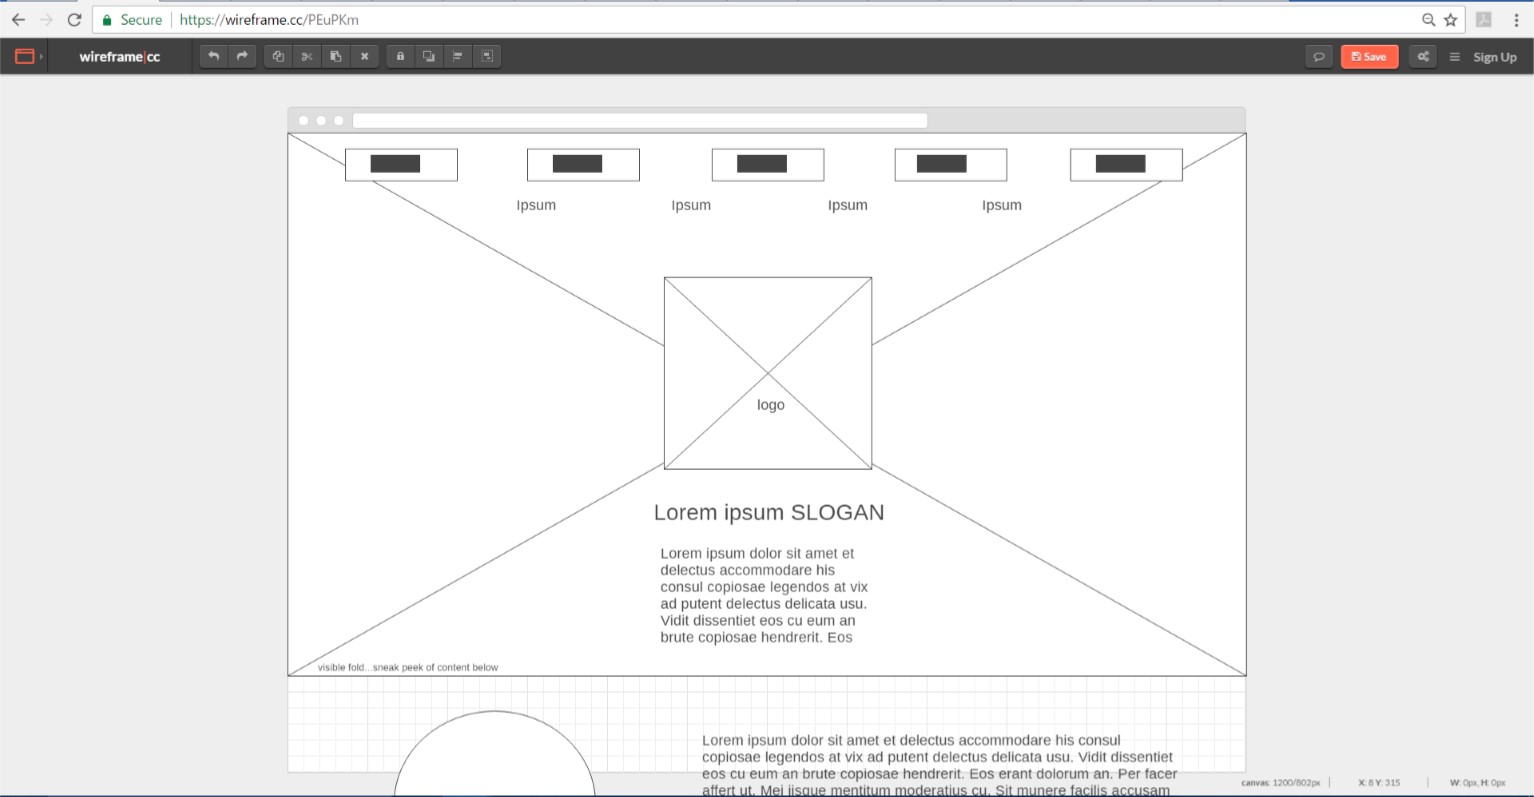 Secure https://wireframe.cc/PEuPKm
wireframe|cc
Save
Sign Up
Ipsum Ipsum Ipsum Ipsum
logo
Lorem ipsum SLOGAN
Lorem ipsum dolor sit amet et
delectus accommodare his
consul copiosae legendos at vix
ad putent delectus delicata usu.
Vidit dissentiet eos cu eum an
brute copiosae hendrerit. Eos
visible fold...sneak peek of content below
Lorem ipsum dolor sit amet et delectus accommodare his consul
copiosae legendos at vix ad putent delectus delicata usu. Vidit dissentiet
eos cu eum an brute copiosae hendrerit. Eos erant dolorum an. Per facer
affert ut. Mei iisque mentitum moderatius cu. Sit munere facilis accusam
canvas: 1200/802px X: 8 Y: 315 W: 0px, H: 0px